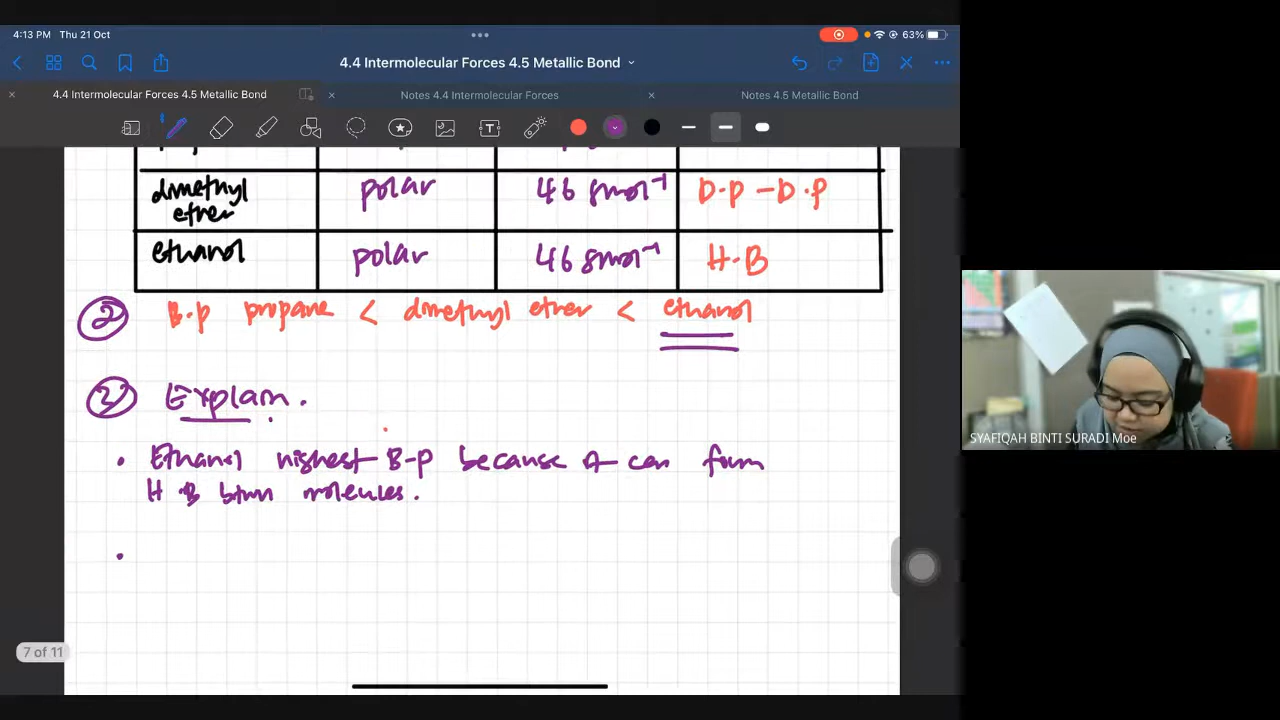 4:13 PM Thu 21 Oct
63%
4.4 Intermolecular Forces 4.5 Metallic Bond
4.4 Intermolecular Forces 4.5 Metallic Bond
Notes 4.4 Intermolecular Forces
Notes 4.5 Metallic Bond
dimethyl ether polar 46 gmol⁻¹ D.P - D.P
ethanol polar 46 gmol⁻¹ H.B
② B.p propane < dimethyl ether < ethanol
② Explain.
• Ethanol highest B-p because it can form
H B btwn molecules.
•
7 of 11
SYAFIQAH BINTI SURADI Moe